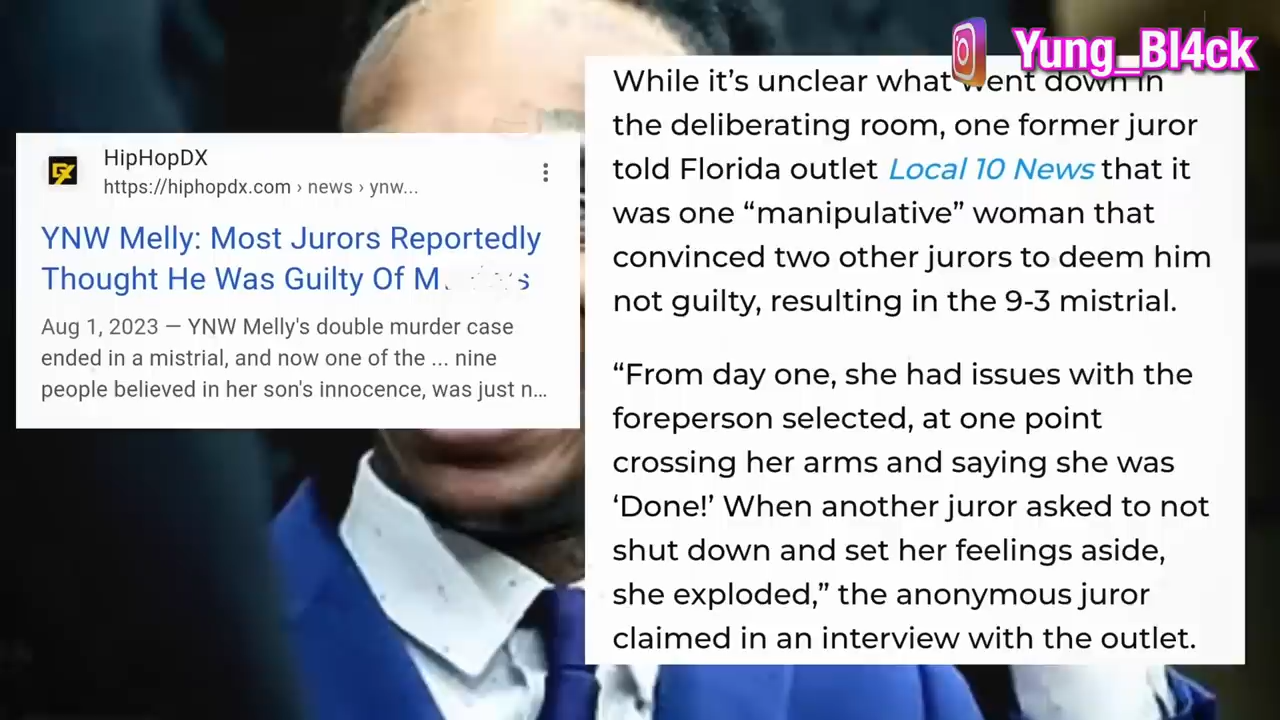 Yung_Bl4ck
HipHopDX
https://hiphopdx.com › news › ynw...
YNW Melly: Most Jurors Reportedly
Thought He Was Guilty Of M
Aug 1, 2023 — YNW Melly's double murder case
ended in a mistrial, and now one of the ... nine
people believed in her son's innocence, was just n...
While it’s unclear what went down in
the deliberating room, one former juror
told Florida outlet Local 10 News that it
was one “manipulative” woman that
convinced two other jurors to deem him
not guilty, resulting in the 9-3 mistrial.
“From day one, she had issues with the
foreperson selected, at one point
crossing her arms and saying she was
‘Done!’ When another juror asked to not
shut down and set her feelings aside,
she exploded,” the anonymous juror
claimed in an interview with the outlet.